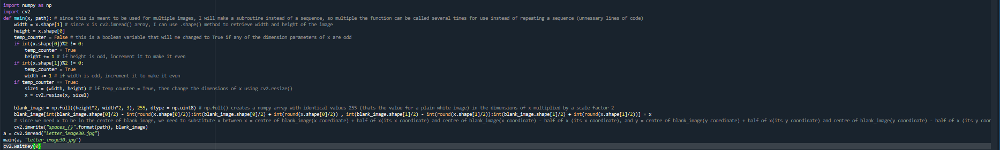 import numpy as np
import cv2
def main(x, path): # since this is meant to be used for multiple images, I will make a subroutine instead of a sequence, so multiple the function can be called several times for use instead of repeating a sequence (unnessary lines of code)
    width = x.shape[1] # since x is cv2.imread() array, I can use .shape() method to retrieve width and height of the image
    height = x.shape[0]
    temp_counter = False # this is a boolean variable that will me changed to True if any of the dimension parameters of x are odd
    if int(x.shape[0])%2 != 0:
        temp_counter = True
        height += 1 # if height is odd, increment it to make it even
    if int(x.shape[1])%2 != 0:
        temp_counter = True
        width += 1 # if width is odd, increment it to make it even
    if temp_counter == True:
        size1 = (width, height) # if temp_counter = True, then change the dimensions of x using cv2.resize()
        x = cv2.resize(x, size1)
    blank_image = np.full((height*2, width*2, 3), 255, dtype = np.uint8) # np.full() creates a numpy array with identical values 255 (thats the value for a plain white image) in the dimensions of x multiplied by a scale factor 2
    blank_image[int(blank_image.shape[0]/2) - int(round(x.shape[0]/2)):int(blank_image.shape[0]/2) + int(round(x.shape[0]/2)) , int(blank_image.shape[1]/2) - int(round(x.shape[1]/2)):int(blank_image.shape[1]/2) + int(round(x.shape[1]/2))] = x
    # since we need x to be in the centre of blank_image, we need to substitute x between x = centre of blank_image(x coordinate) + half of x(its x coordinate) and centre of blank_image(x coordinate) - half of x (its x coordinate), and y = centre of blank_image(y coordinate) + half of x(its y coordinate) and centre of blank_image(y coordinate) - half of x (its y coor
    cv2.imwrite("spaces_{}".format(path), blank_image)
a = cv2.imread("Letter_image30.jpg")
main(a, "Letter_image30.jpg")
cv2.waitKey(0)